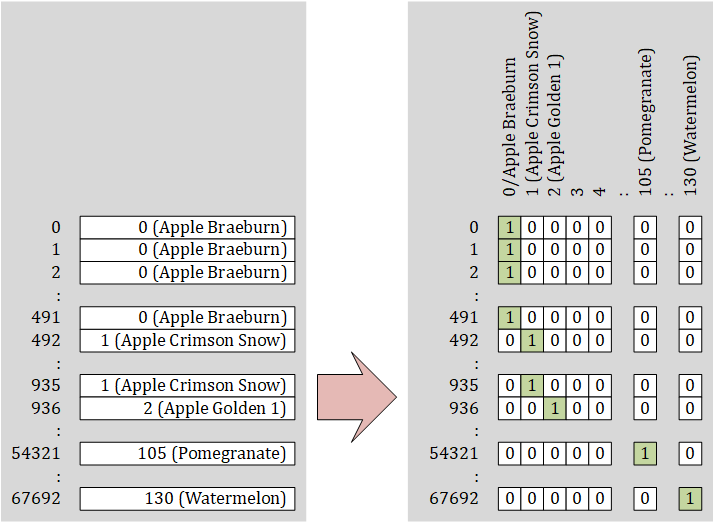 0/Apple Braeburn
1 (Apple Crimson Snow)
2 (Apple Golden 1)
3
4
:
105 (Pomegranate)
:
130 (Watermelon)
0 0 (Apple Braeburn)
1 0 (Apple Braeburn)
2 0 (Apple Braeburn)
:
491 0 (Apple Braeburn)
492 1 (Apple Crimson Snow)
:
935 1 (Apple Crimson Snow)
936 2 (Apple Golden 1)
:
54321 105 (Pomegranate)
:
67692 130 (Watermelon)
0 1 0 0 0 0 0 0
1 1 0 0 0 0 0 0
2 1 0 0 0 0 0 0
:
491 1 0 0 0 0 0 0
492 0 1 0 0 0 0 0
:
935 0 1 0 0 0 0 0
936 0 0 1 0 0 0 0
:
54321 0 0 0 0 0 1 0
:
67692 0 0 0 0 0 0 1